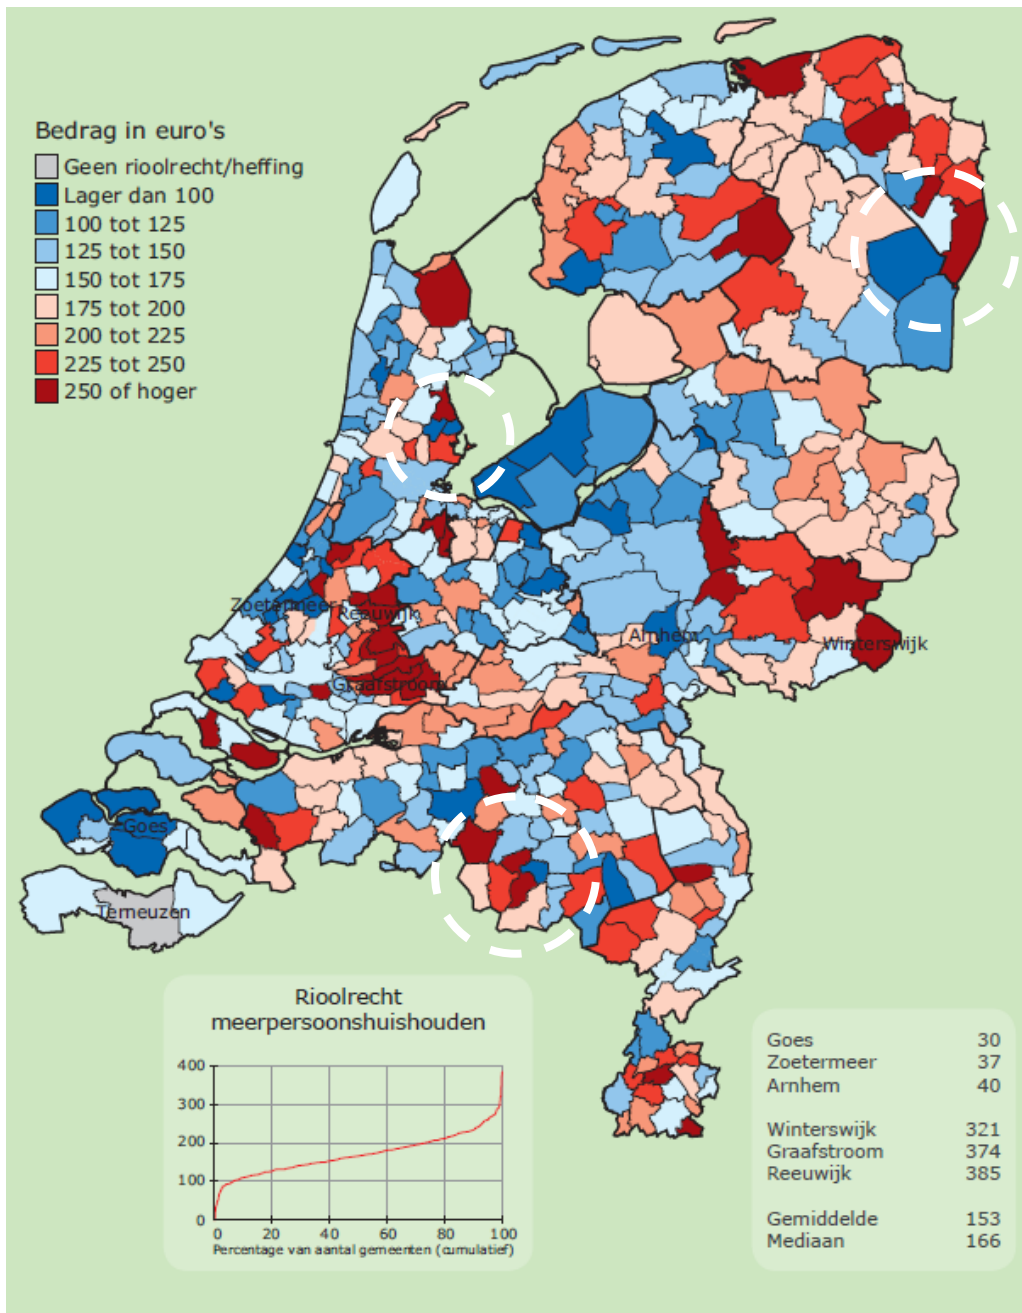 Bedrag in euro's
Geen rioolrecht/heffing
Lager dan 100
100 tot 125
125 tot 150
150 tot 175
175 tot 200
200 tot 225
225 tot 250
250 of hoger
Zoetermeer
Reeuwijk
Arnhem
Winterswijk
Graafstroom
Goes
Terneuzen
Rioolrecht
meerpersoonshuishouden
400
300
200
100
0
0 20 40 60 80 100
Percentage van aantal gemeenten (cumulatief)
Goes 30
Zoetermeer 37
Arnhem 40
Winterswijk 321
Graafstroom 374
Reeuwijk 385
Gemiddelde 153
Mediaan 166